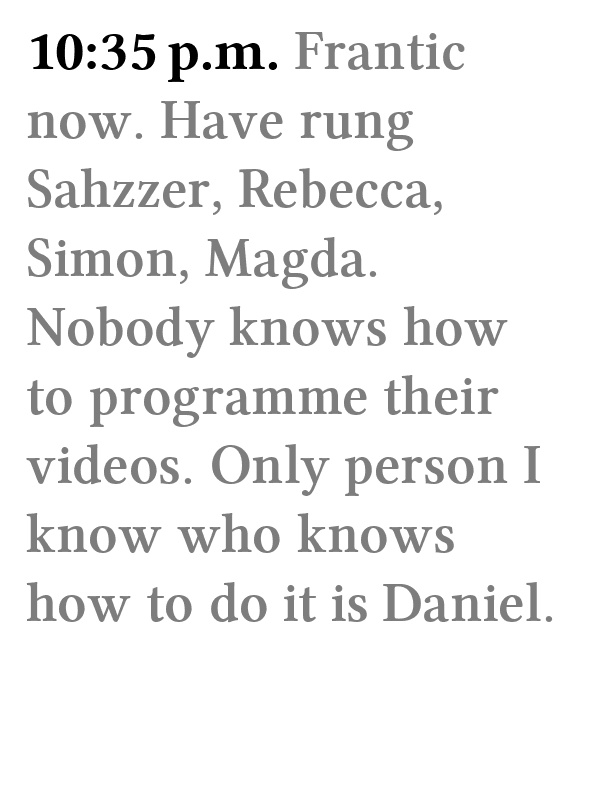 10:35 p.m. Frantic
now. Have rung
Sahzzer, Rebecca,
Simon, Magda.
Nobody knows how
to programme their
videos. Only person I
know who knows
how to do it is Daniel.